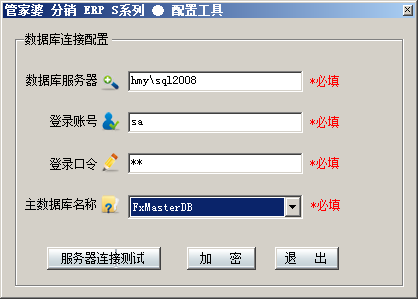 管家婆 分销 ERP S系列 ● 配置工具
数据库连接配置
数据库服务器 hmy\sql2008 *必填
登录账号 sa *必填
登录口令 ** *必填
主数据库名称 FxMasterDB *必填
服务器连接测试 加 密 退 出